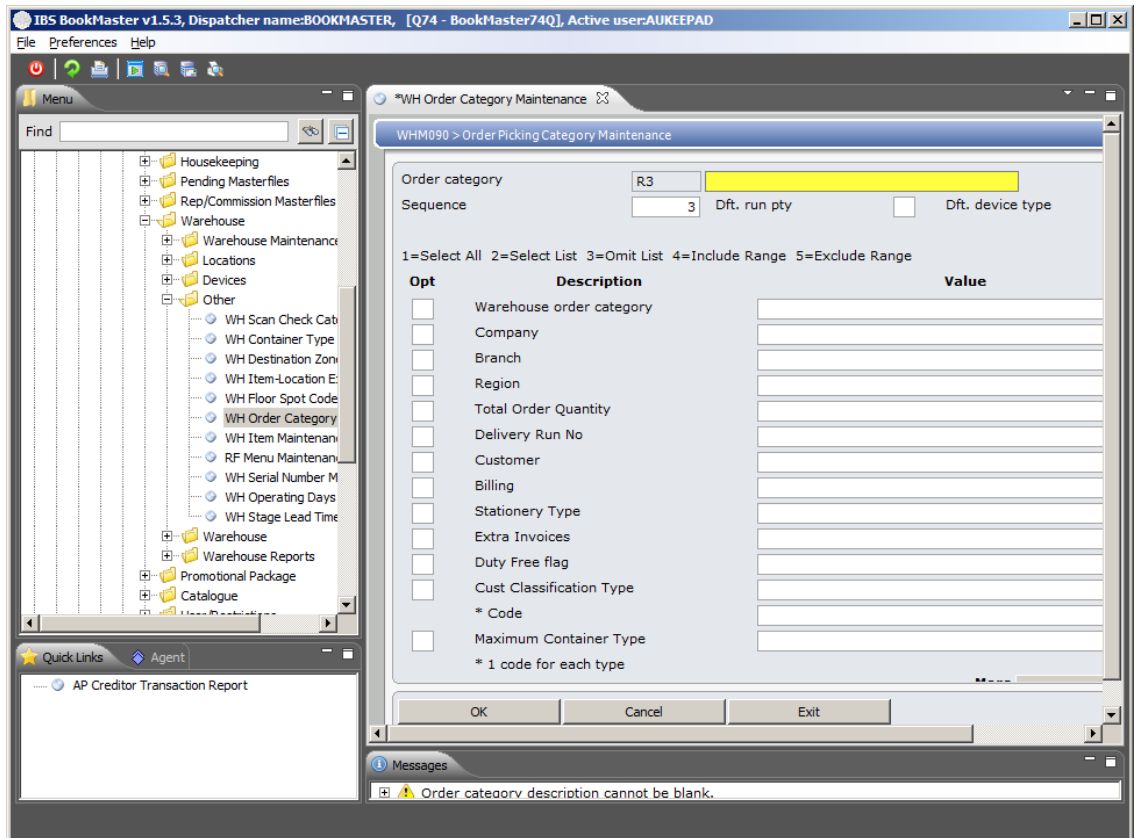 IBS BookMaster v1.5.3, Dispatcher name:BOOKMASTER, [Q74 - BookMaster74Q], Active user:AUKEEPAD
File Preferences Help
Menu
Find
Housekeeping
Pending Masterfiles
Rep/Commission Masterfiles
Warehouse
Warehouse Maintenance
Locations
Devices
Other
WH Scan Check Cat
WH Container Type
WH Destination Zon
WH Item-Location E
WH Floor Spot Code
WH Order Category
WH Item Maintenan
RF Menu Maintenan
WH Serial Number M
WH Operating Days
WH Stage Lead Time
Warehouse
Warehouse Reports
Promotional Package
Catalogue
Quick Links Agent
AP Creditor Transaction Report
*WH Order Category Maintenance
WHM090 > Order Picking Category Maintenance
Order category R3
Sequence 3 Dft. run pty Dft. device type
1=Select All 2=Select List 3=Omit List 4=Include Range 5=Exclude Range
Opt Description Value
Warehouse order category
Company
Branch
Region
Total Order Quantity
Delivery Run No
Customer
Billing
Stationery Type
Extra Invoices
Duty Free flag
Cust Classification Type
* Code
Maximum Container Type
* 1 code for each type
OK Cancel Exit
Messages
Order category description cannot be blank.